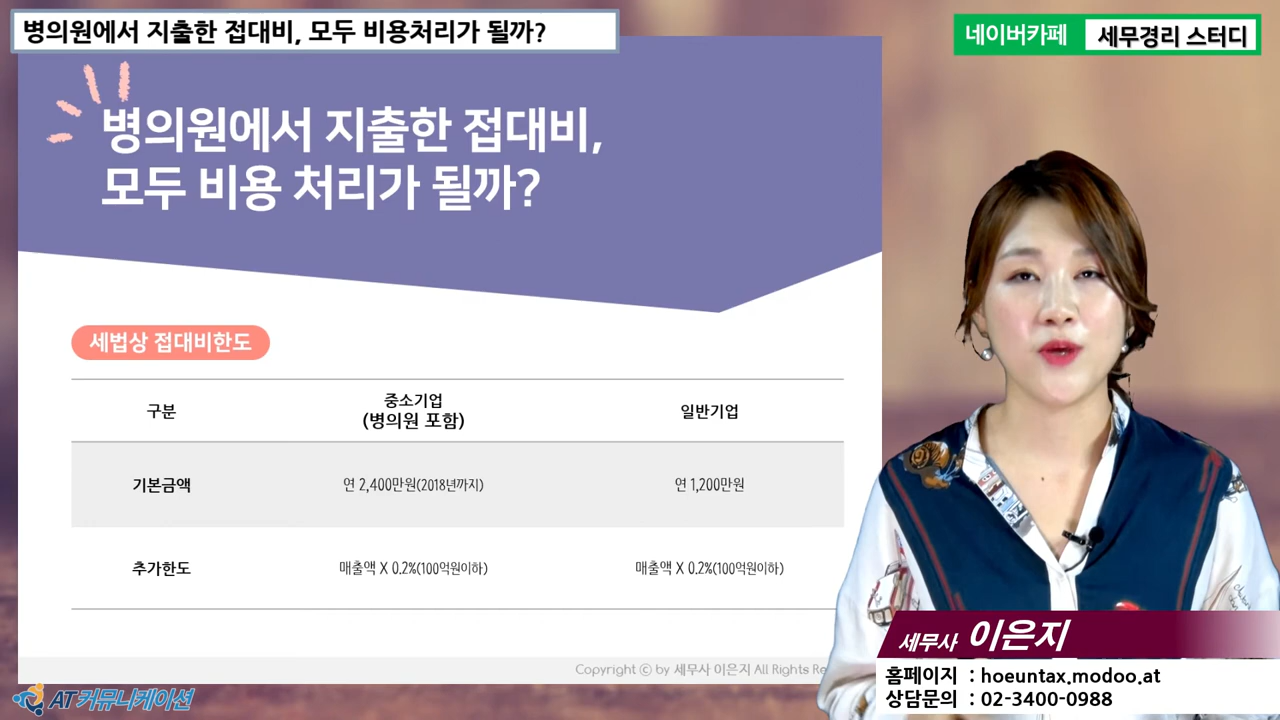 병의원에서 지출한 접대비, 모두 비용처리가 될까?
네이버카페 세무경리 스터디
병의원에서 지출한 접대비,
모두 비용 처리가 될까?
세법상 접대비한도
구분
중소기업
(병의원 포함)
일반기업
기본금액
연 2,400만원(2018년까지)
연 1,200만원
추가한도
매출액 X 0.2%(100억원이하)
매출액 X 0.2%(100억원이하)
Copyright ⓒ by 세무사 이은지 All Rights Re
세무사 이은지
홈페이지 : hoeuntax.modoo.at
상담문의 : 02-3400-0988
AT커뮤니케이션